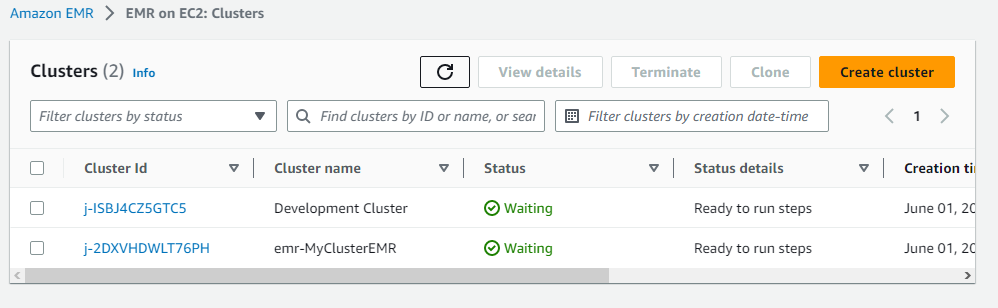 Amazon EMR > EMR on EC2: Clusters
Clusters (2) Info View details Terminate Clone Create cluster
Filter clusters by status Find clusters by ID or name, or sear Filter clusters by creation date-time < 1 >
Cluster Id Cluster name Status Status details Creation ti
j-ISBJ4CZ5GTC5 Development Cluster Waiting Ready to run steps June 01, 20
j-2DXVHDWLT76PH emr-MyClusterEMR Waiting Ready to run steps June 01, 20